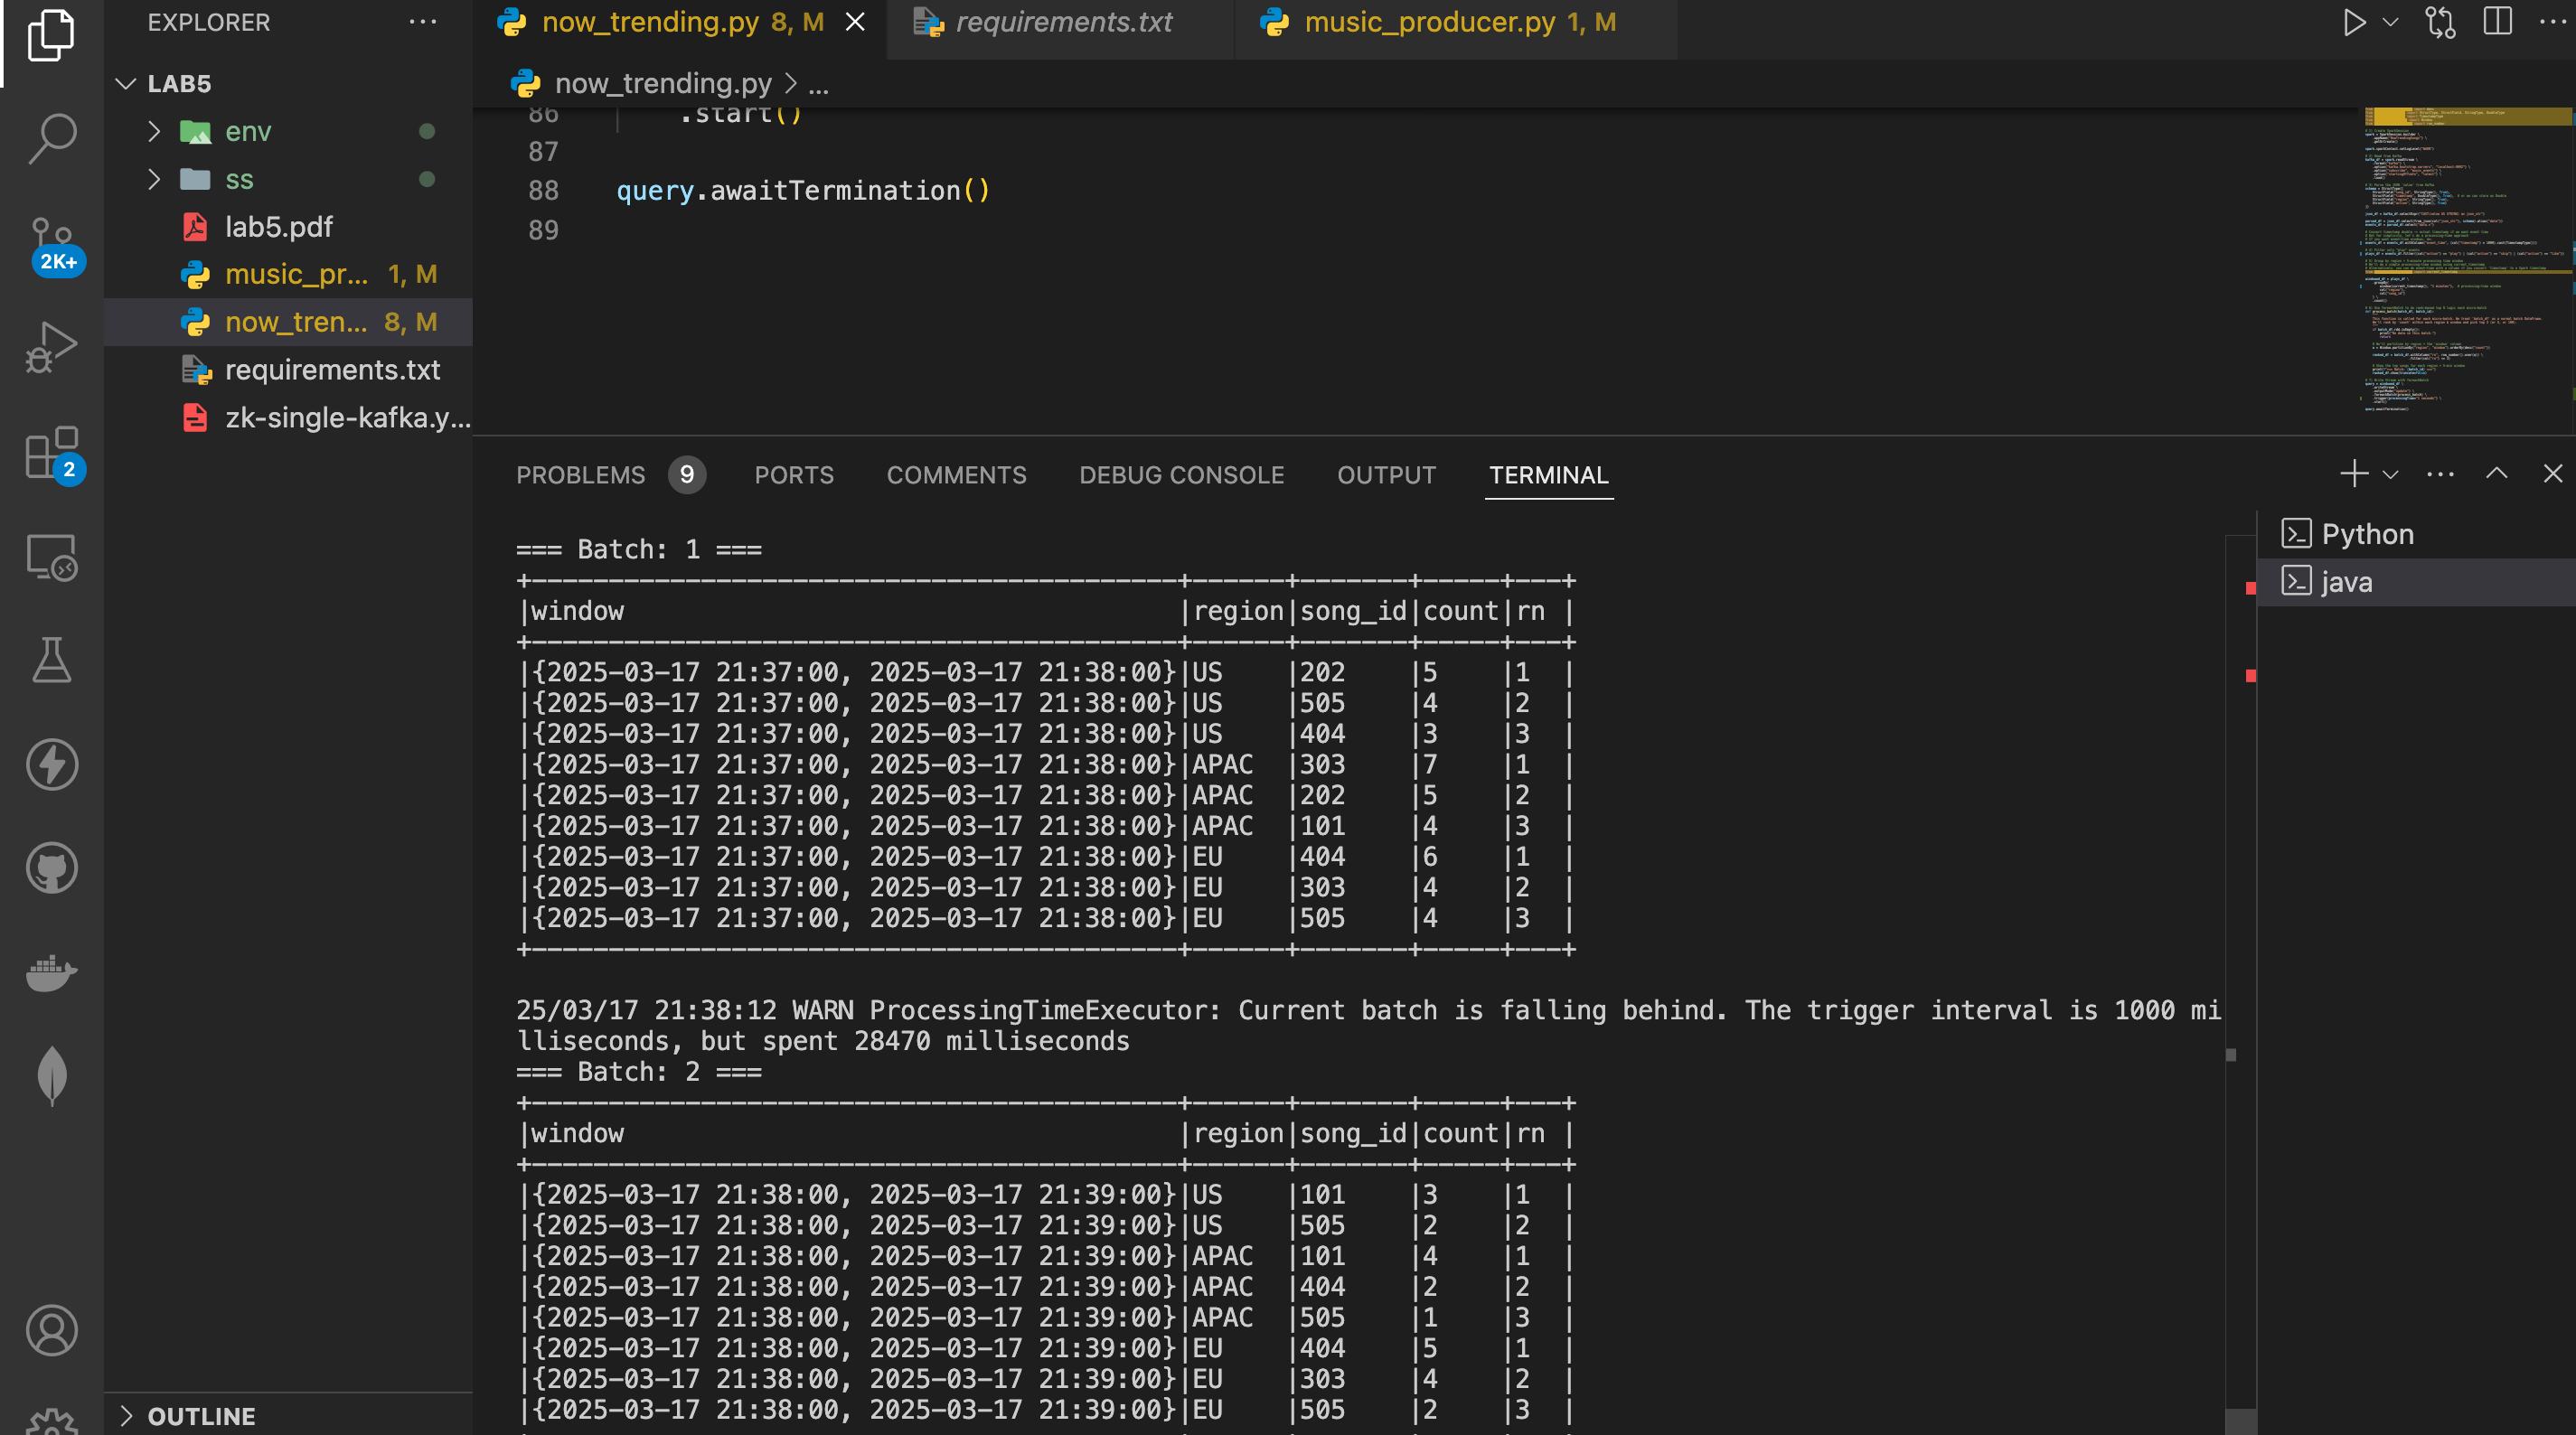 EXPLORER
LAB5
env
ss
lab5.pdf
music_pr... 1, M
now_tren... 8, M
requirements.txt
zk-single-kafka.y...
OUTLINE
2K+
2
now_trending.py 8, M
requirements.txt
music_producer.py 1, M
now_trending.py > ...
86 .start()
87
88 query.awaitTermination()
89
PROBLEMS 9 PORTS COMMENTS DEBUG CONSOLE OUTPUT TERMINAL
Python
java
=== Batch: 1 ===
+------------------------------------------+------+-------+-----+---+
|window |region|song_id|count|rn |
+------------------------------------------+------+-------+-----+---+
|{2025-03-17 21:37:00, 2025-03-17 21:38:00}|US |202 |5 |1 |
|{2025-03-17 21:37:00, 2025-03-17 21:38:00}|US |505 |4 |2 |
|{2025-03-17 21:37:00, 2025-03-17 21:38:00}|US |404 |3 |3 |
|{2025-03-17 21:37:00, 2025-03-17 21:38:00}|APAC |303 |7 |1 |
|{2025-03-17 21:37:00, 2025-03-17 21:38:00}|APAC |202 |5 |2 |
|{2025-03-17 21:37:00, 2025-03-17 21:38:00}|APAC |101 |4 |3 |
|{2025-03-17 21:37:00, 2025-03-17 21:38:00}|EU |404 |6 |1 |
|{2025-03-17 21:37:00, 2025-03-17 21:38:00}|EU |303 |4 |2 |
|{2025-03-17 21:37:00, 2025-03-17 21:38:00}|EU |505 |4 |3 |
+------------------------------------------+------+-------+-----+---+
25/03/17 21:38:12 WARN ProcessingTimeExecutor: Current batch is falling behind. The trigger interval is 1000 mi
lliseconds, but spent 28470 milliseconds
=== Batch: 2 ===
+------------------------------------------+------+-------+-----+---+
|window |region|song_id|count|rn |
+------------------------------------------+------+-------+-----+---+
|{2025-03-17 21:38:00, 2025-03-17 21:39:00}|US |101 |3 |1 |
|{2025-03-17 21:38:00, 2025-03-17 21:39:00}|US |505 |2 |2 |
|{2025-03-17 21:38:00, 2025-03-17 21:39:00}|APAC |101 |4 |1 |
|{2025-03-17 21:38:00, 2025-03-17 21:39:00}|APAC |404 |2 |2 |
|{2025-03-17 21:38:00, 2025-03-17 21:39:00}|APAC |505 |1 |3 |
|{2025-03-17 21:38:00, 2025-03-17 21:39:00}|EU |404 |5 |1 |
|{2025-03-17 21:38:00, 2025-03-17 21:39:00}|EU |303 |4 |2 |
|{2025-03-17 21:38:00, 2025-03-17 21:39:00}|EU |505 |2 |3 |